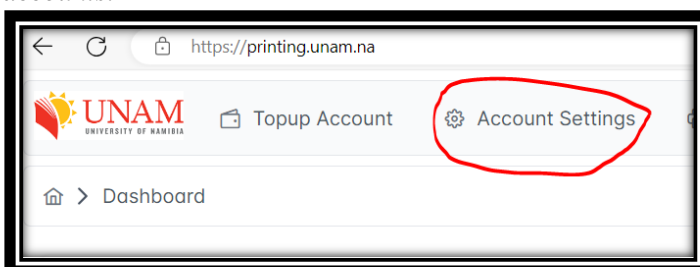 https://printing.unam.na
UNAM
UNIVERSITY OF NAMIBIA
Topup Account
Account Settings
Dashboard